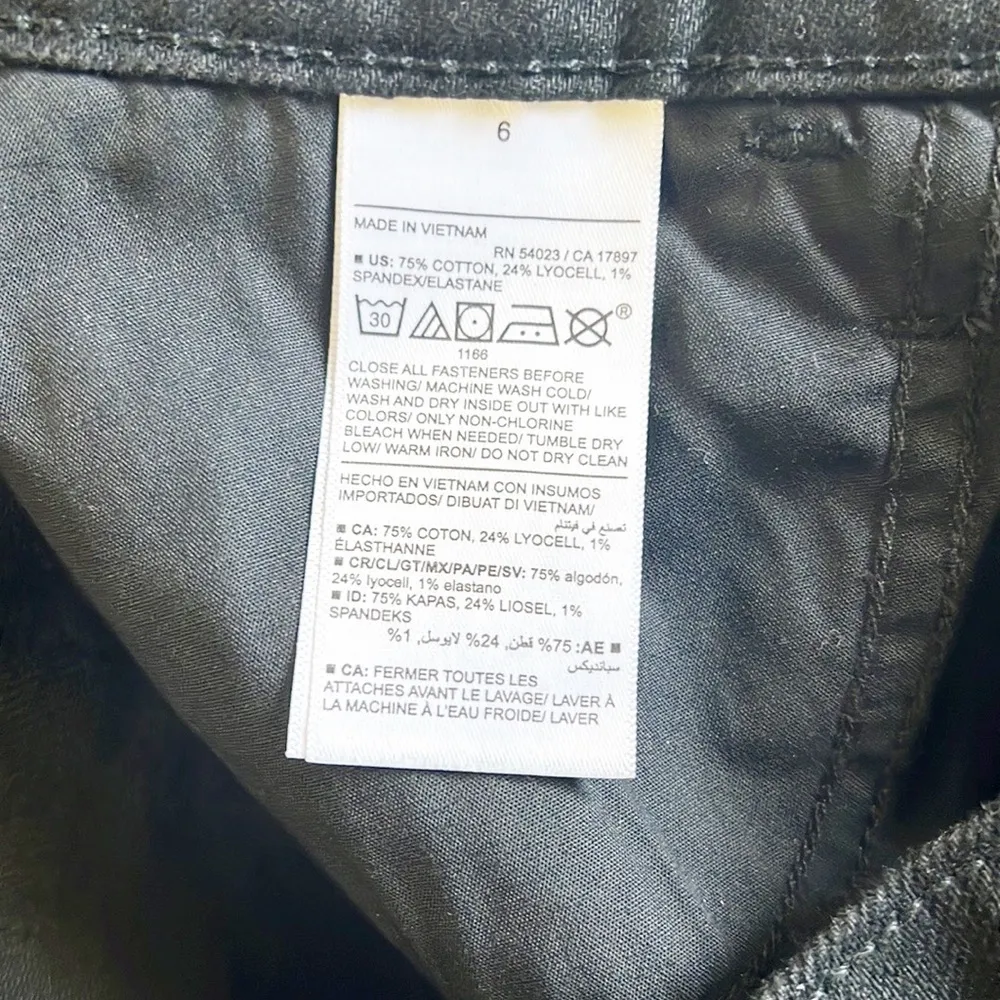 6
MADE IN VIETNAM
RN 54023 / CA 17897
■ US: 75% COTTON, 24% LYOCELL, 1%
SPANDEX/ELASTANE
30
®
1166
CLOSE ALL FASTENERS BEFORE
WASHING/ MACHINE WASH COLD/
WASH AND DRY INSIDE OUT WITH LIKE
COLORS/ ONLY NON-CHLORINE
BLEACH WHEN NEEDED/ TUMBLE DRY
LOW/ WARM IRON/ DO NOT DRY CLEAN
HECHO EN VIETNAM CON INSUMOS
IMPORTADOS/ DIBUAT DI VIETNAM/
تصنع في فيتنام
■ CA: 75% COTON, 24% LYOCELL, 1%
ÉLASTHANNE
■ CR/CL/GT/MX/PA/PE/SV: 75% algodón,
24% lyocell, 1% elastano
■ ID: 75% KAPAS, 24% LIOSEL, 1%
SPANDEKS
■ AE: 75% قطن, 24% لايوسل, 1%
سباندیکس
■ CA: FERMER TOUTES LES
ATTACHES AVANT LE LAVAGE/ LAVER À
LA MACHINE À L'EAU FROIDE/ LAVER